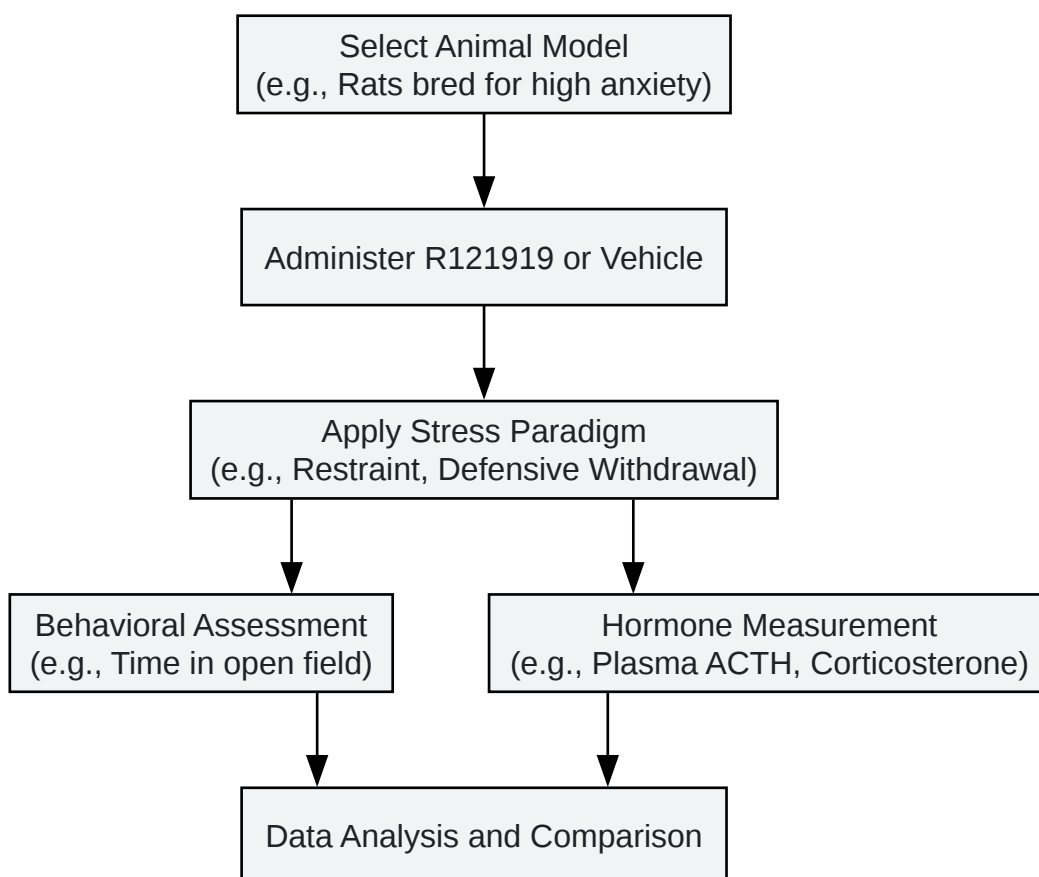 Select Animal Model
(e.g., Rats bred for high anxiety)
Administer R121919 or Vehicle
Apply Stress Paradigm
(e.g., Restraint, Defensive Withdrawal)
Behavioral Assessment
(e.g., Time in open field)
Hormone Measurement
(e.g., Plasma ACTH, Corticosterone)
Data Analysis and Comparison